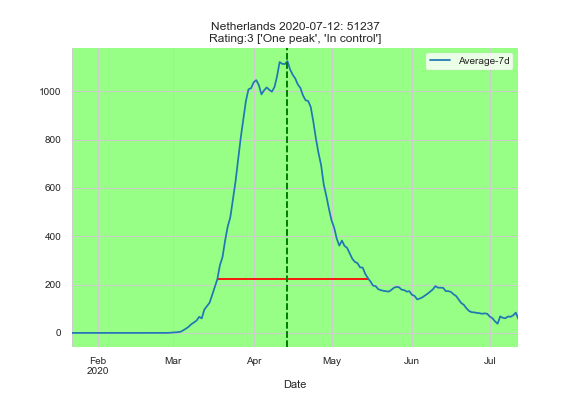 Netherlands 2020-07-12: 51237
Rating:3 ['One peak', 'In control']
Average-7d
1000
800
600
400
200
0
Feb Mar Apr May Jun Jul
2020
Date